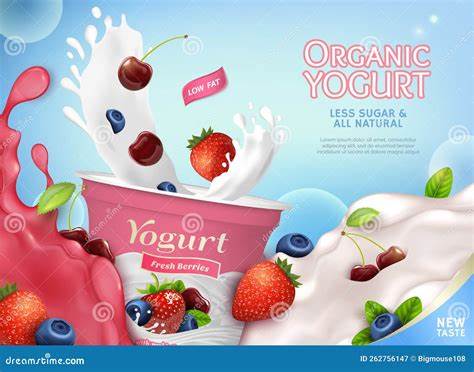 ORGANIC
YOGURT
LESS SUGAR &
ALL NATURAL
LOW FAT
Yogurt
Fresh Berries
NEW
TASTE
dreamstime.com
ID 262756147 © Bigmouse108